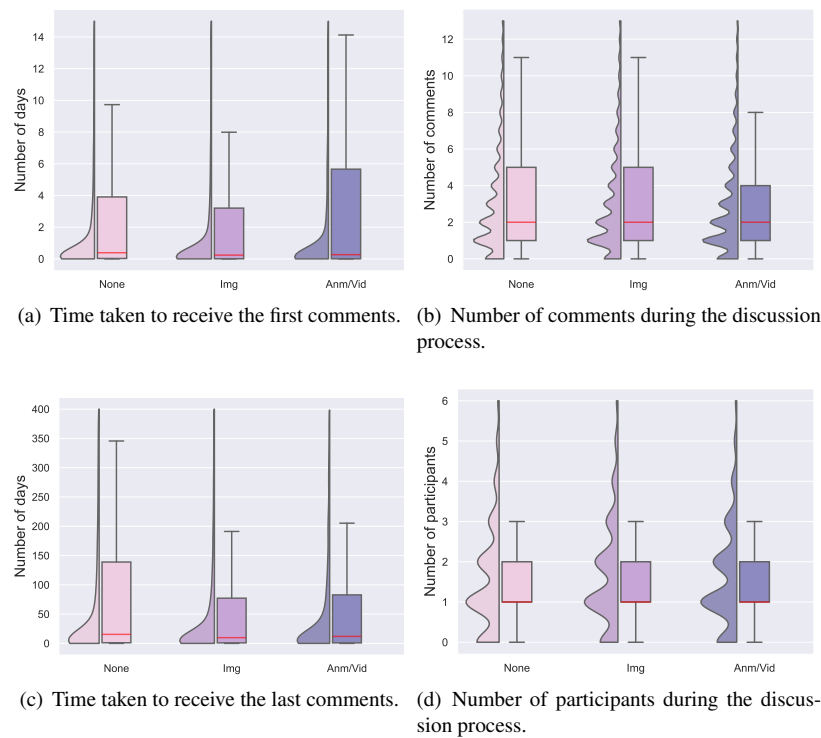 14
12
10
8
6
4
2
0
Number of days
None
Img
Anm/Vid
(a) Time taken to receive the first comments.
12
10
8
6
4
2
0
Number of comments
None
Img
Anm/Vid
(b) Number of comments during the discussion
process.
400
350
300
250
200
150
100
50
0
Number of days
None
Img
Anm/Vid
(c) Time taken to receive the last comments.
6
5
4
3
2
1
0
Number of participants
None
Img
Anm/Vid
(d) Number of participants during the discus-
sion process.